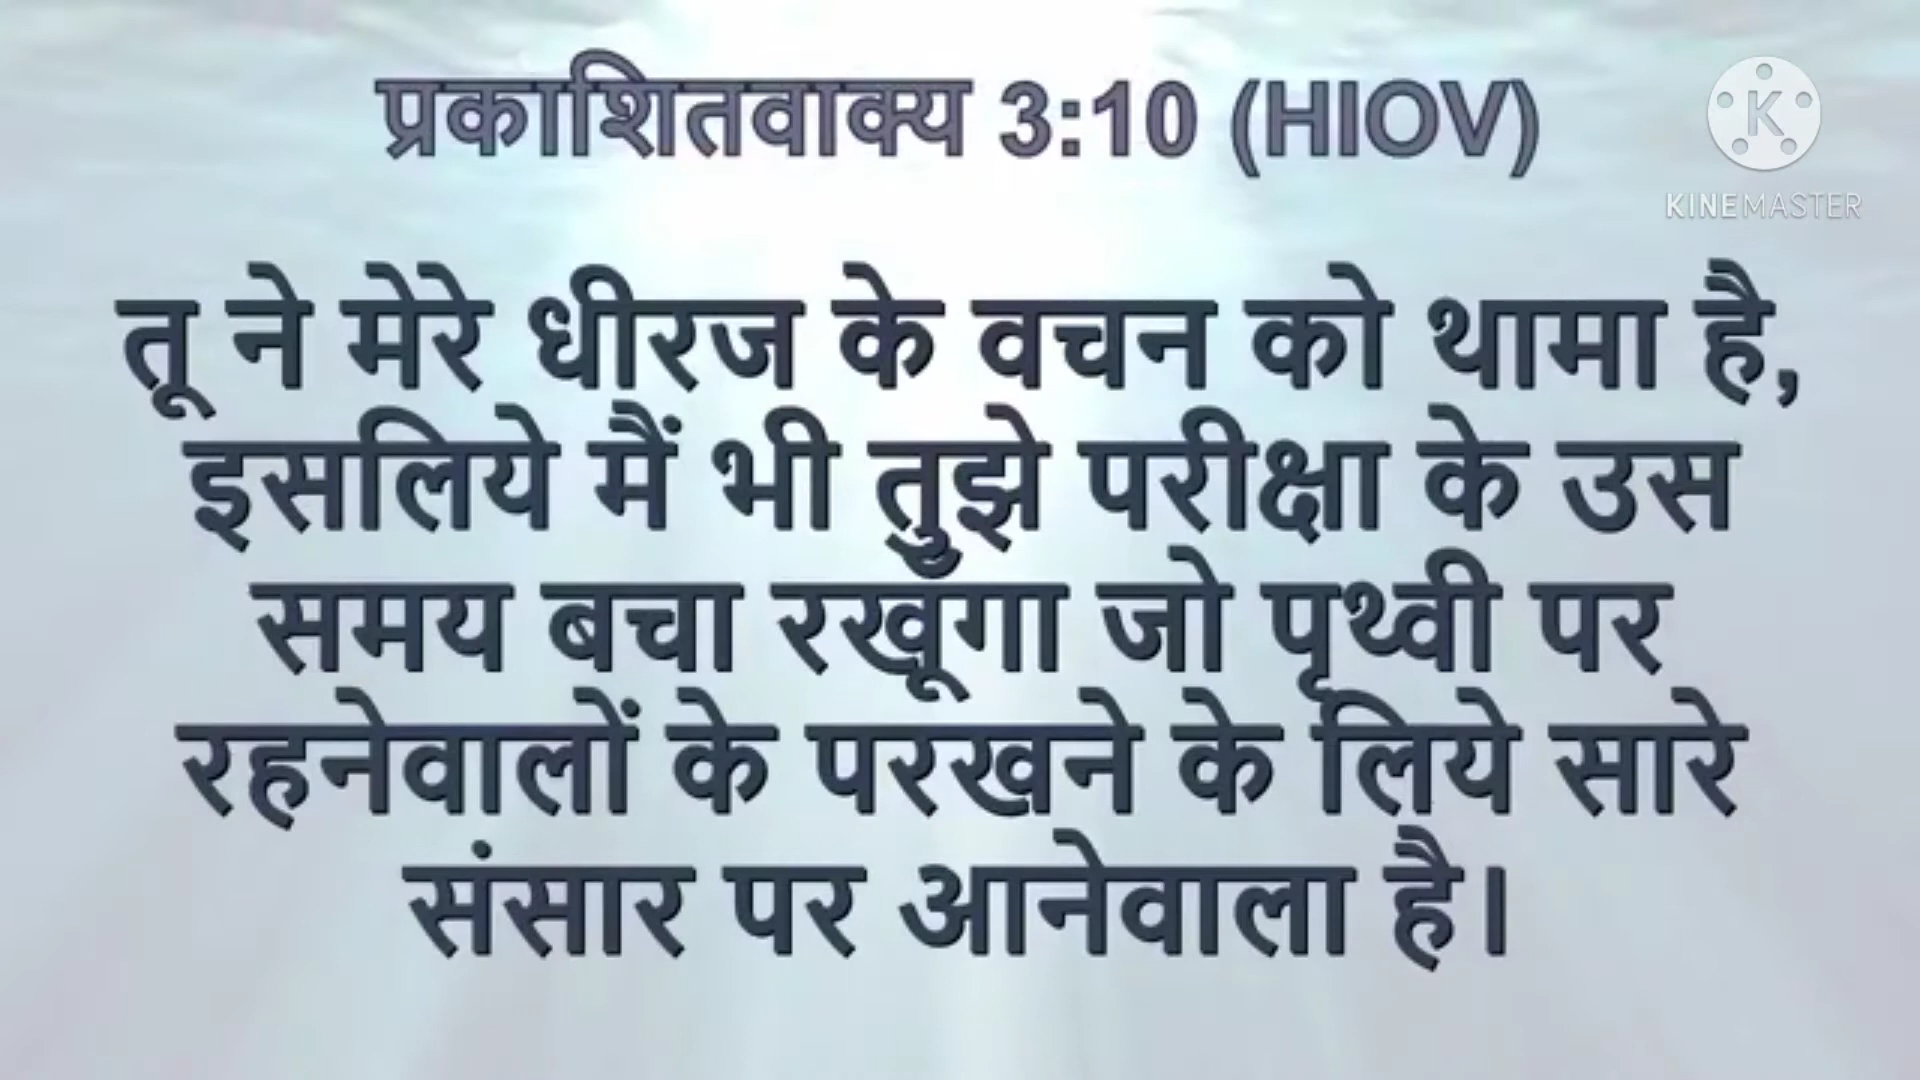 प्रकाशितवाक्य 3:10 (HIOV)
K
KINEMASTER
तू ने मेरे धीरज के वचन को थामा है,
इसलिये मैं भी तुझे परीक्षा के उस
समय बचा रखूँगा जो पृथ्वी पर
रहनेवालों के परखने के लिये सारे
संसार पर आनेवाला है।